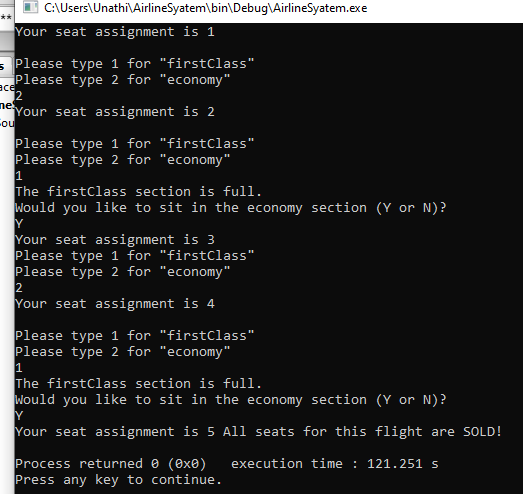 C:\Users\Unathi\AirlineSyatem\bin\Debug\AirlineSyatem.exe
**
s
Your seat assignment is 1
Please type 1 for "firstClass"
Please type 2 for "economy"
2
Your seat assignment is 2
Please type 1 for "firstClass"
Please type 2 for "economy"
1
The firstClass section is full.
Would you like to sit in the economy section (Y or N)?
Y
Your seat assignment is 3
Please type 1 for "firstClass"
Please type 2 for "economy"
2
Your seat assignment is 4
Please type 1 for "firstClass"
Please type 2 for "economy"
1
The firstClass section is full.
Would you like to sit in the economy section (Y or N)?
Y
Your seat assignment is 5 All seats for this flight are SOLD!
Process returned 0 (0x0)   execution time : 121.251 s
Press any key to continue.